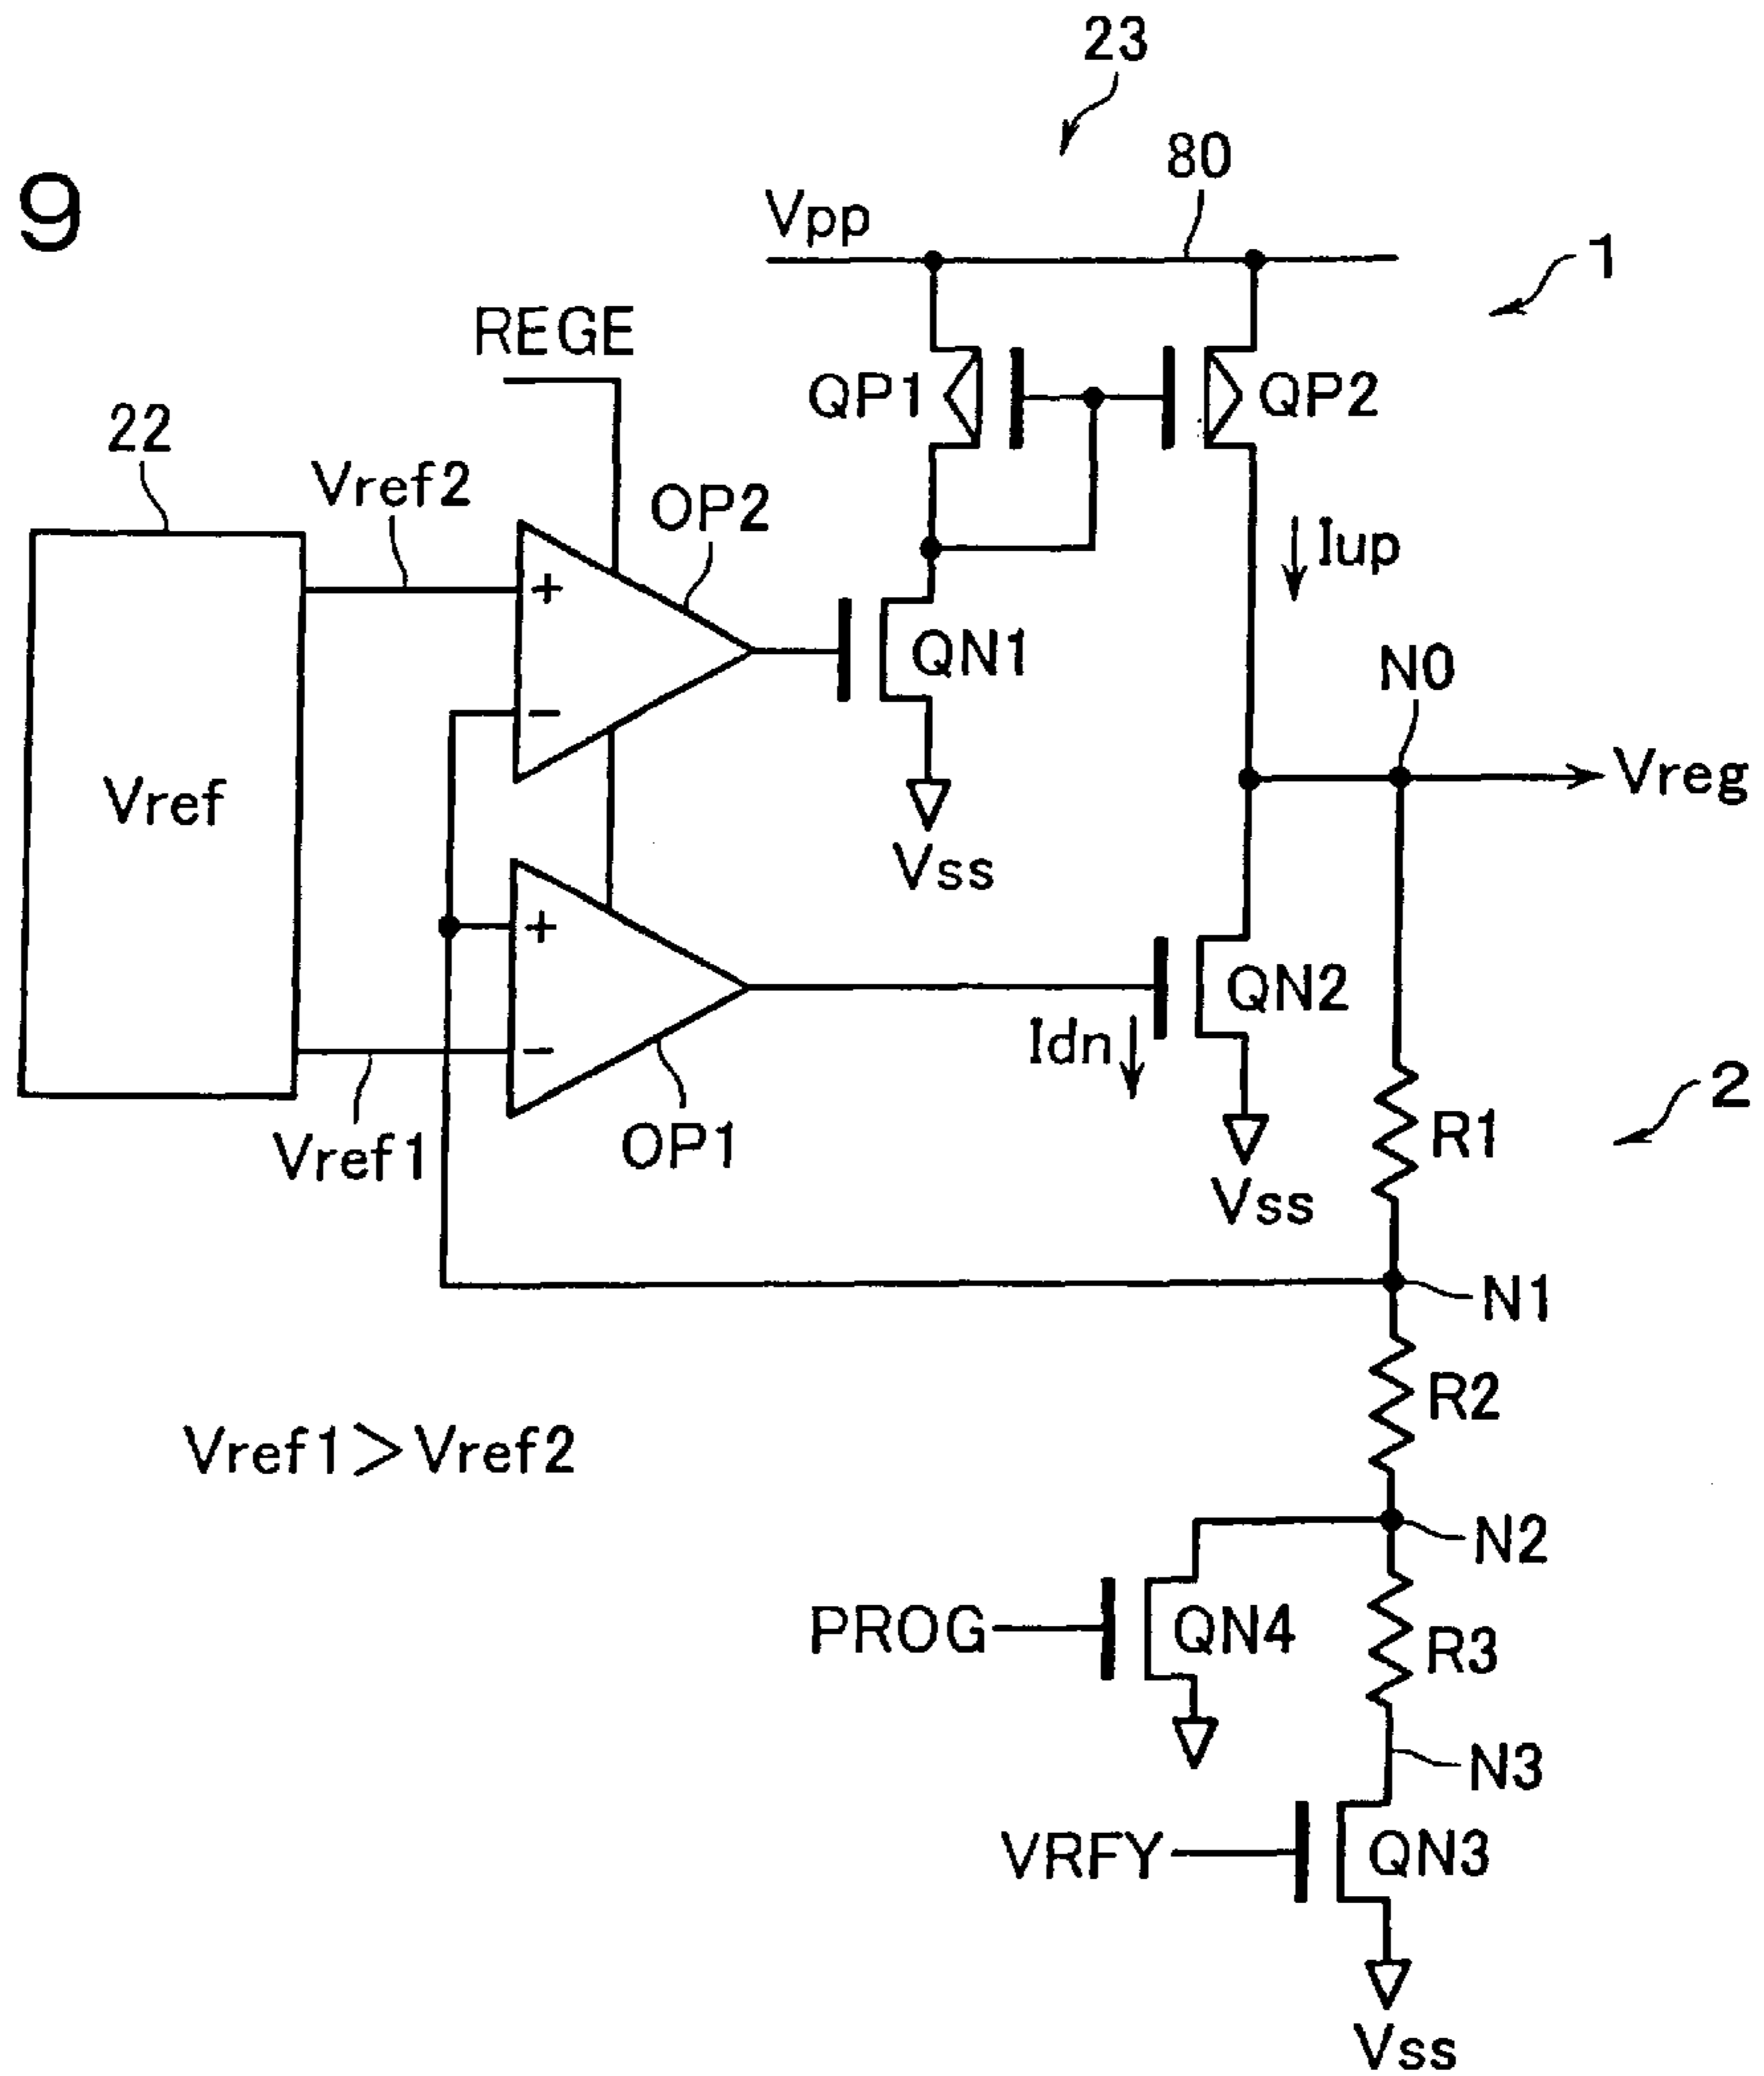 23
9
80
Vpp
1
REGE
QP1
QP2
22
Vref2
OP2
Iup
+
QN1
N0
−
Vref
Vreg
Vss
+
QN2
Idn
−
2
R1
Vref1
OP1
Vss
N1
R2
Vref1>Vref2
N2
PROG
QN4
R3
N3
VRFY
QN3
Vss